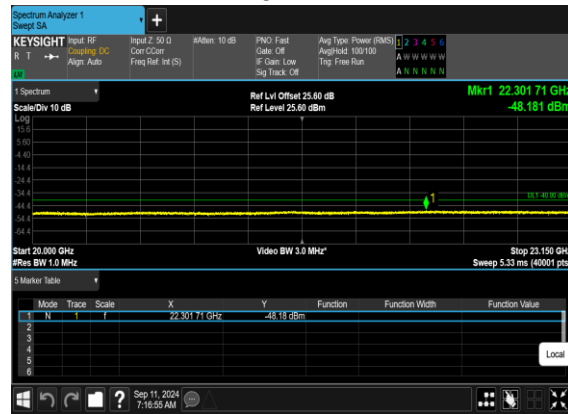 Spectrum Analyzer 1
Swept SA
KEYSIGHT Input: RF Input Z: 50 Ω #Atten: 10 dB PNO: Fast Avg Type: Power (RMS) 1 2 3 4 5 6
R T Coupling: DC Corr CCorr Gate: Off Avg|Hold: 100/100 A W W W W W
Align: Auto Freq Ref: Int (S) IF Gain: Low Trig: Free Run
LW Sig Track: Off A N N N N N
1 Spectrum Ref Lvl Offset 25.60 dB Mkr1 22.301 71 GHz
Scale/Div 10 dB Ref Level 25.60 dBm -48.181 dBm
Log
15.6
5.60
-4.40
-14.4
-24.4
-34.4
1
-44.4
-54.4
-64.4
Start 20.000 GHz Video BW 3.0 MHz* Stop 23.150 GHz
#Res BW 1.0 MHz Sweep 5.33 ms (40001 pts)
5 Marker Table
Mode Trace Scale X Y Function Function Width Function Value
1 N 1 f 22.301 71 GHz -48.18 dBm
2
3
4
5
6
Local
? Sep 11, 2024
7:16:55 AM